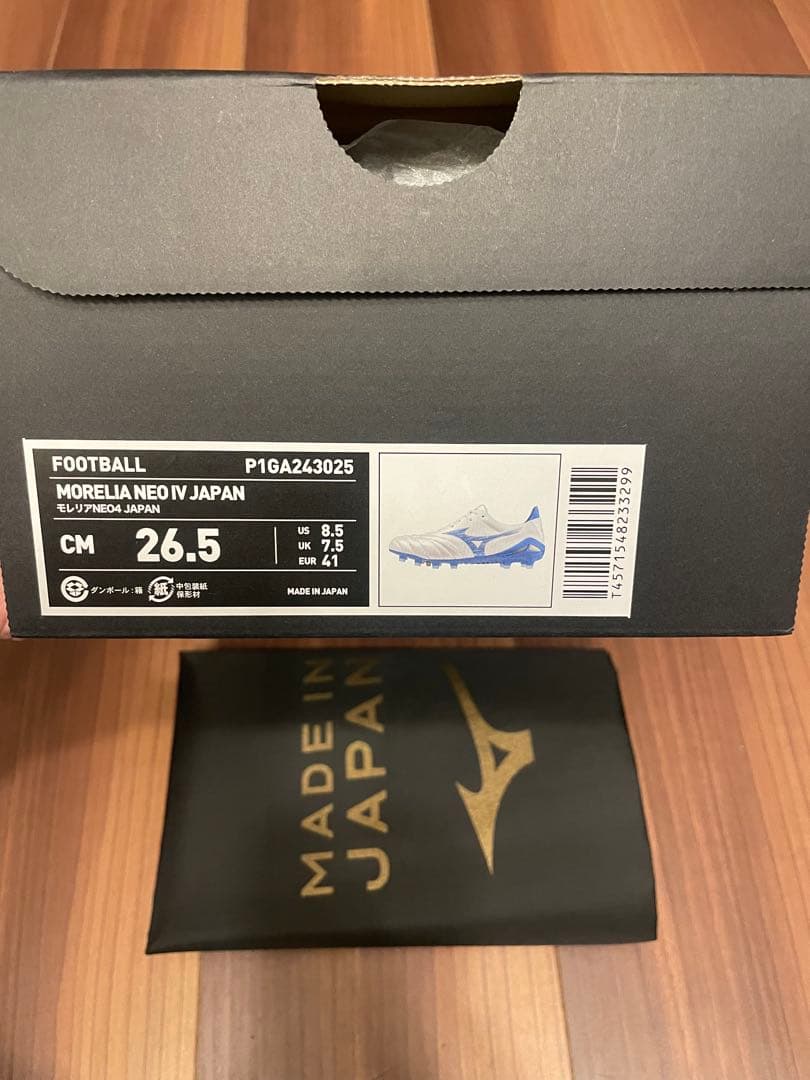 FOOTBALL P1GA243025
MORELIA NEO IV JAPAN
モレリアNEO4 JAPAN
CM 26.5
US 8.5
UK 7.5
EUR 41
ダンボール:箱
紙 中包装紙
保形材
MADE IN JAPAN
T4571548233299
MADE IN
JAPAN